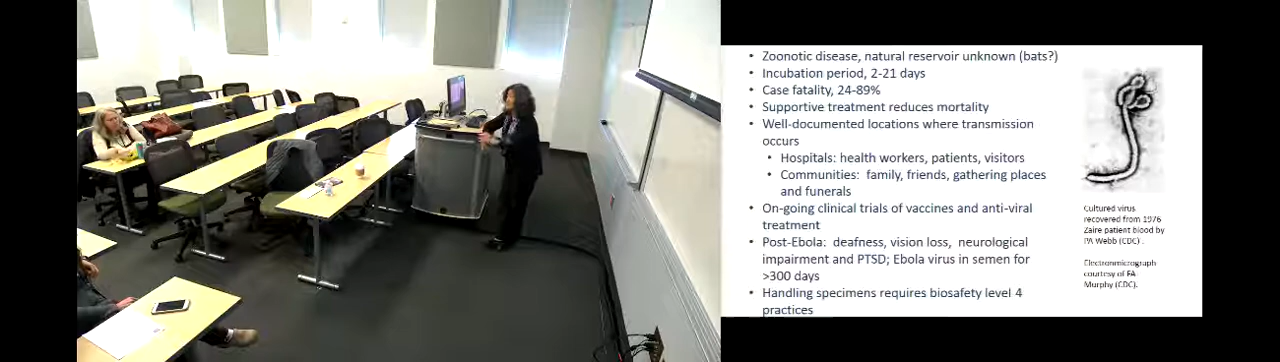 • Zoonotic disease, natural reservoir unknown (bats?)
• Incubation period, 2-21 days
• Case fatality, 24-89%
• Supportive treatment reduces mortality
• Well-documented locations where transmission
occurs
• Hospitals: health workers, patients, visitors
• Communities: family, friends, gathering places
and funerals
• On-going clinical trials of vaccines and anti-viral
treatment
• Post-Ebola: deafness, vision loss, neurological
impairment and PTSD; Ebola virus in semen for
>300 days
• Handling specimens requires biosafety level 4
practices
Cultured virus
recovered from 1976
Zaire patient blood by
PA Webb (CDC).
Electronmicrograph
courtesy of FA
Murphy (CDC).